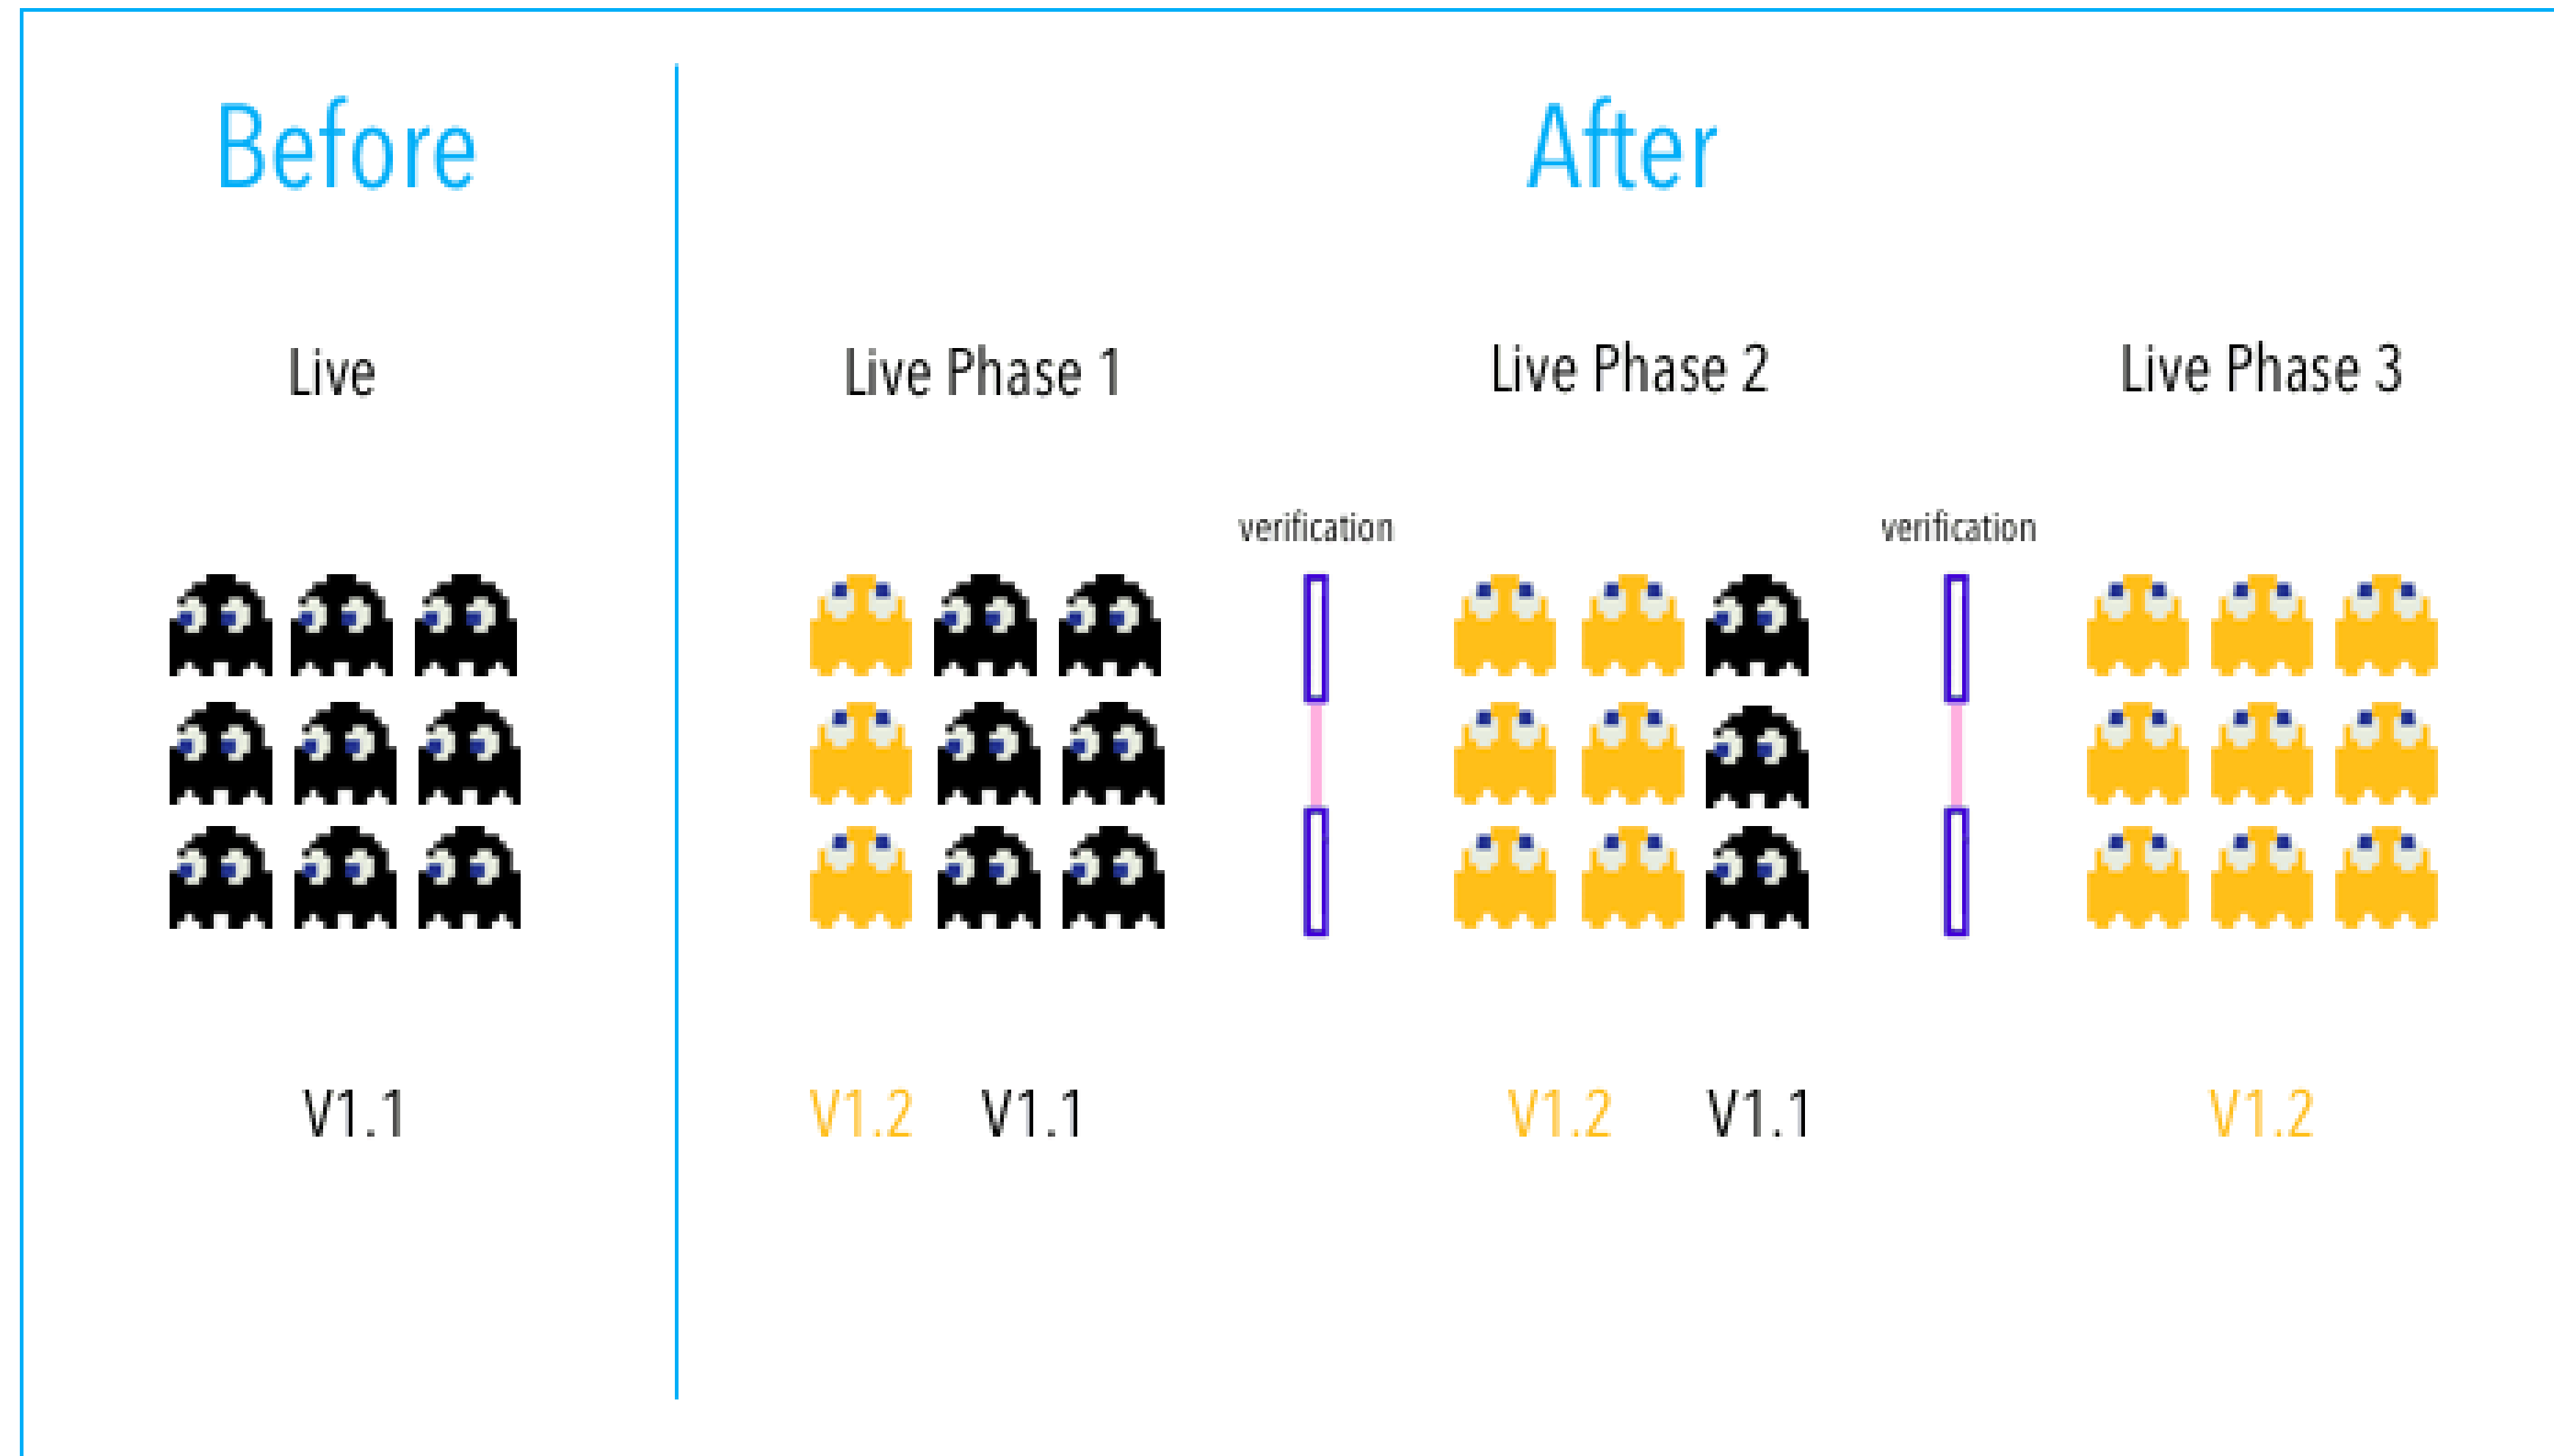 Before
After
Live
Live Phase 1
Live Phase 2
Live Phase 3
verification
verification
V1.1
V1.2 V1.1
V1.2 V1.1
V1.2